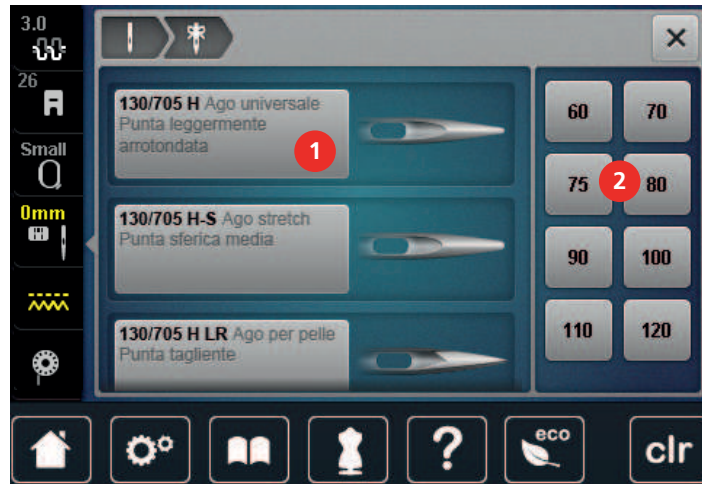 3.0
26
Small
0mm
130/705 H Ago universale
Punta leggermente
arrotondata
1
130/705 H-S Ago stretch
Punta sferica media
130/705 H LR Ago per pelle
Punta tagliente
60
70
75
2
80
90
100
110
120
?
eco
clr